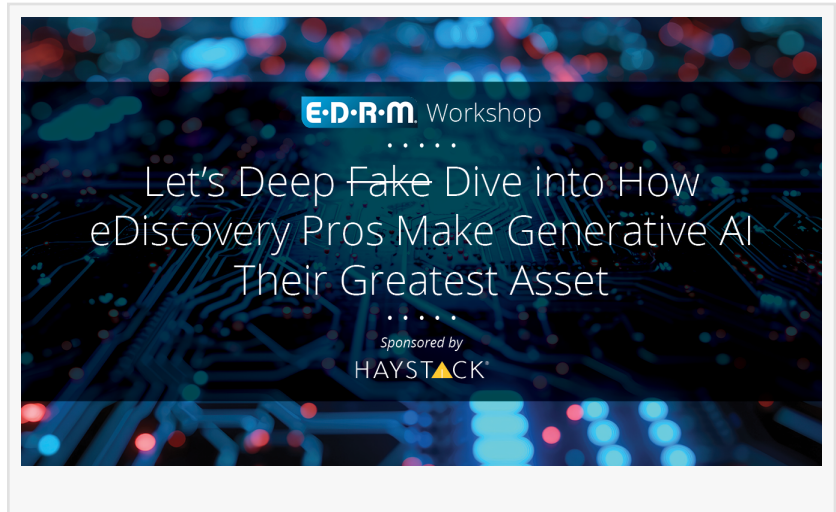 E·D·R·M. Workshop
Let's Deep Fake Dive into How
eDiscovery Pros Make Generative AI
Their Greatest Asset
Sponsored by
HAYSTACK®